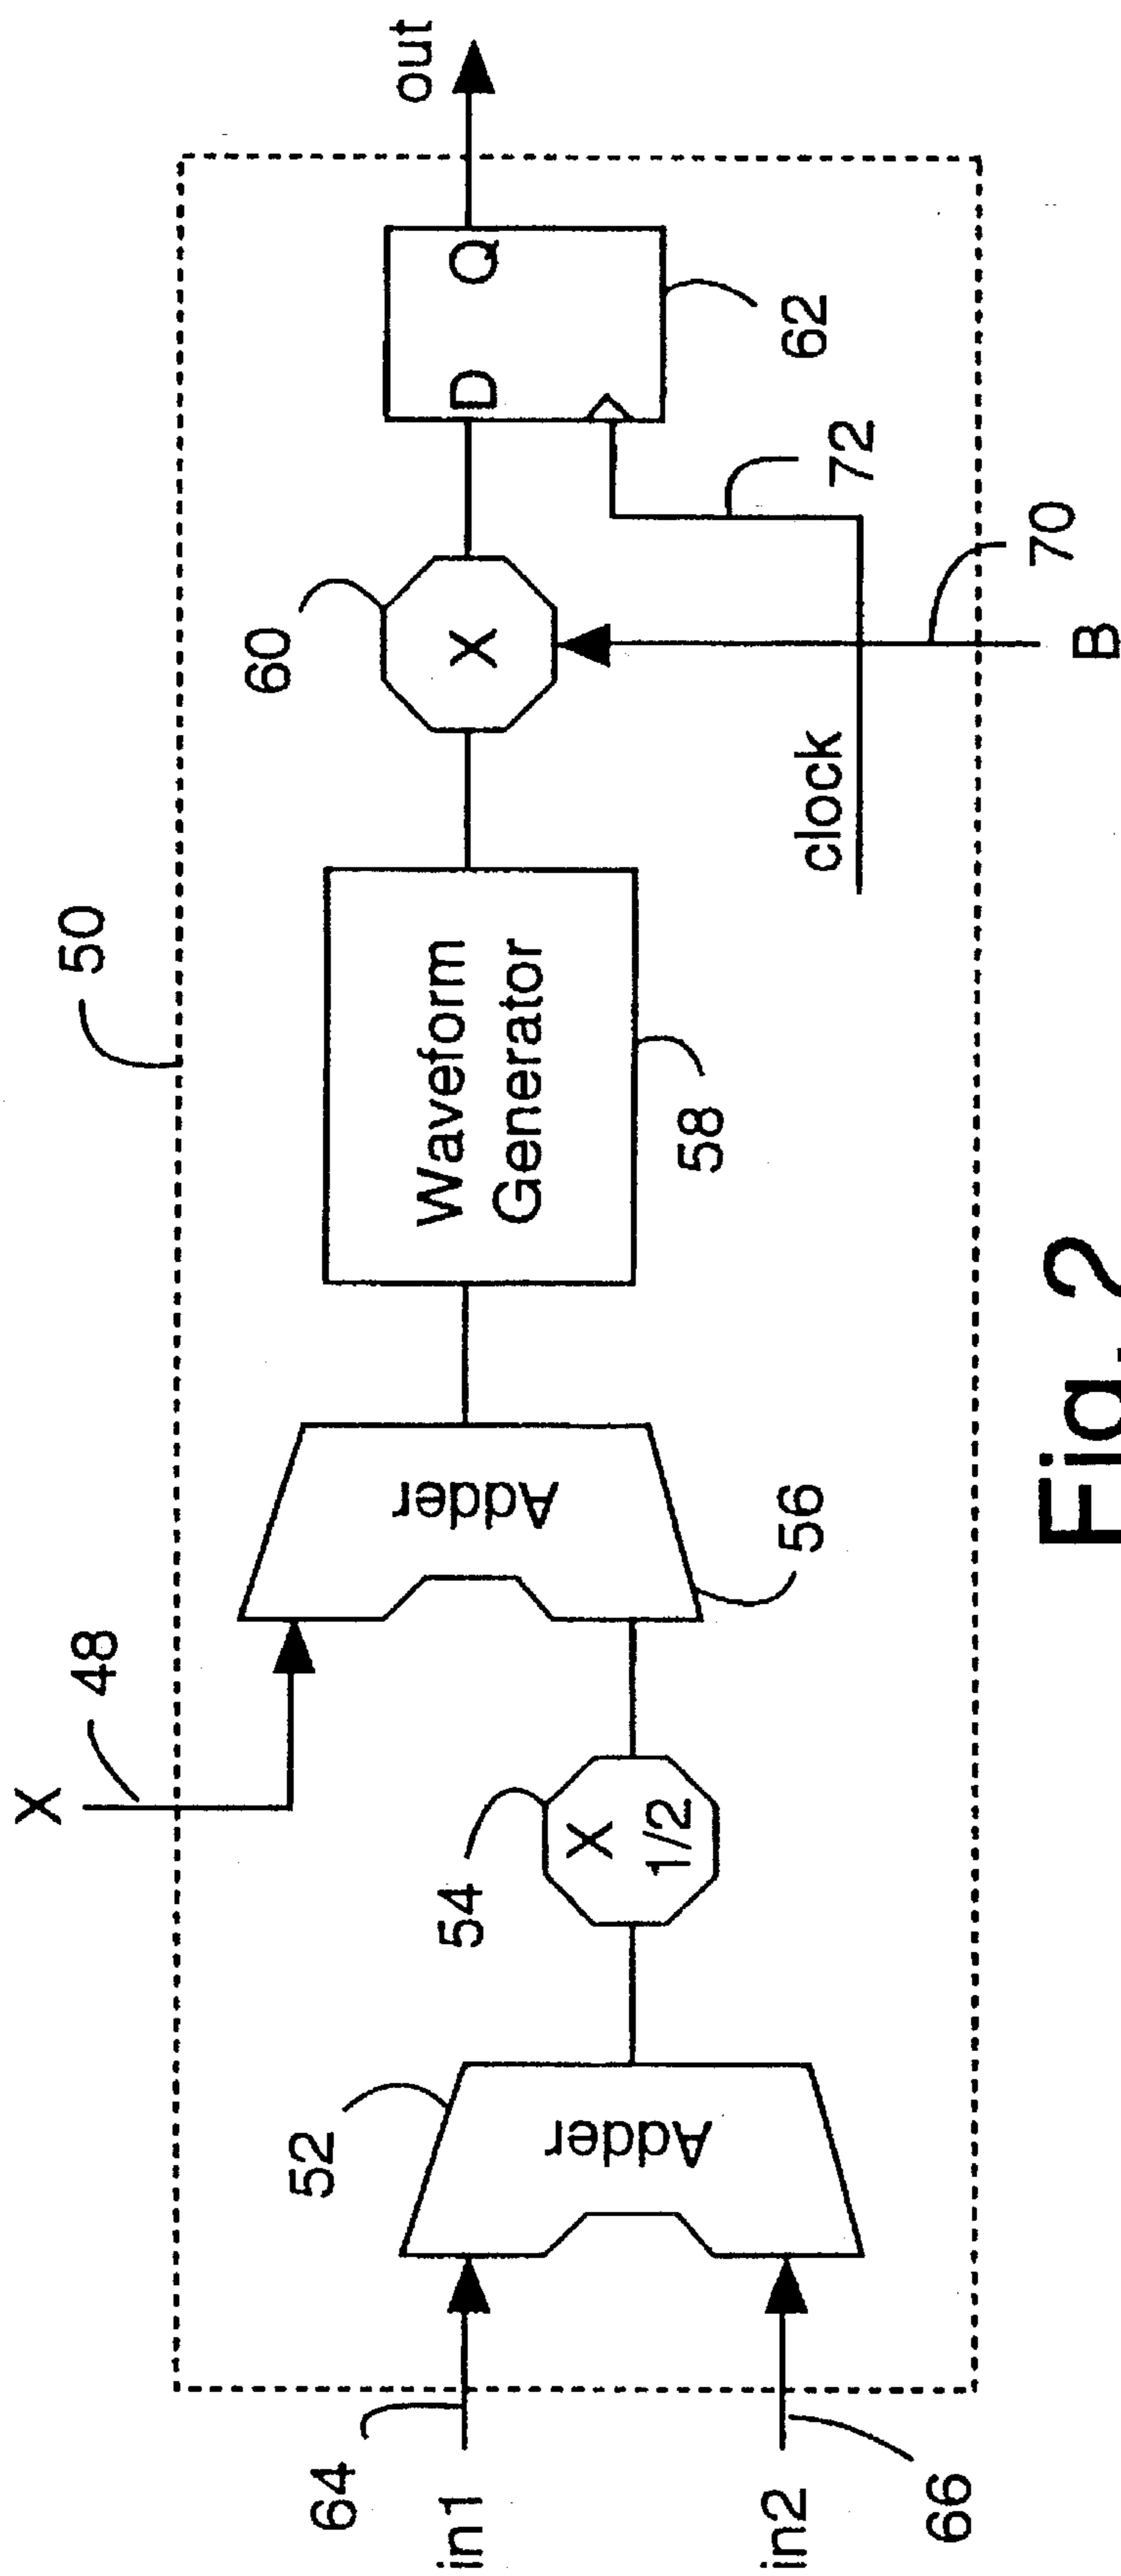 50
X
48
60
out
D Q
X
Waveform
Generator
Adder
54
X
1/2
52
Adder
64
in1
in2
66
56
58
clock
62
72
70
B
Fig. 2